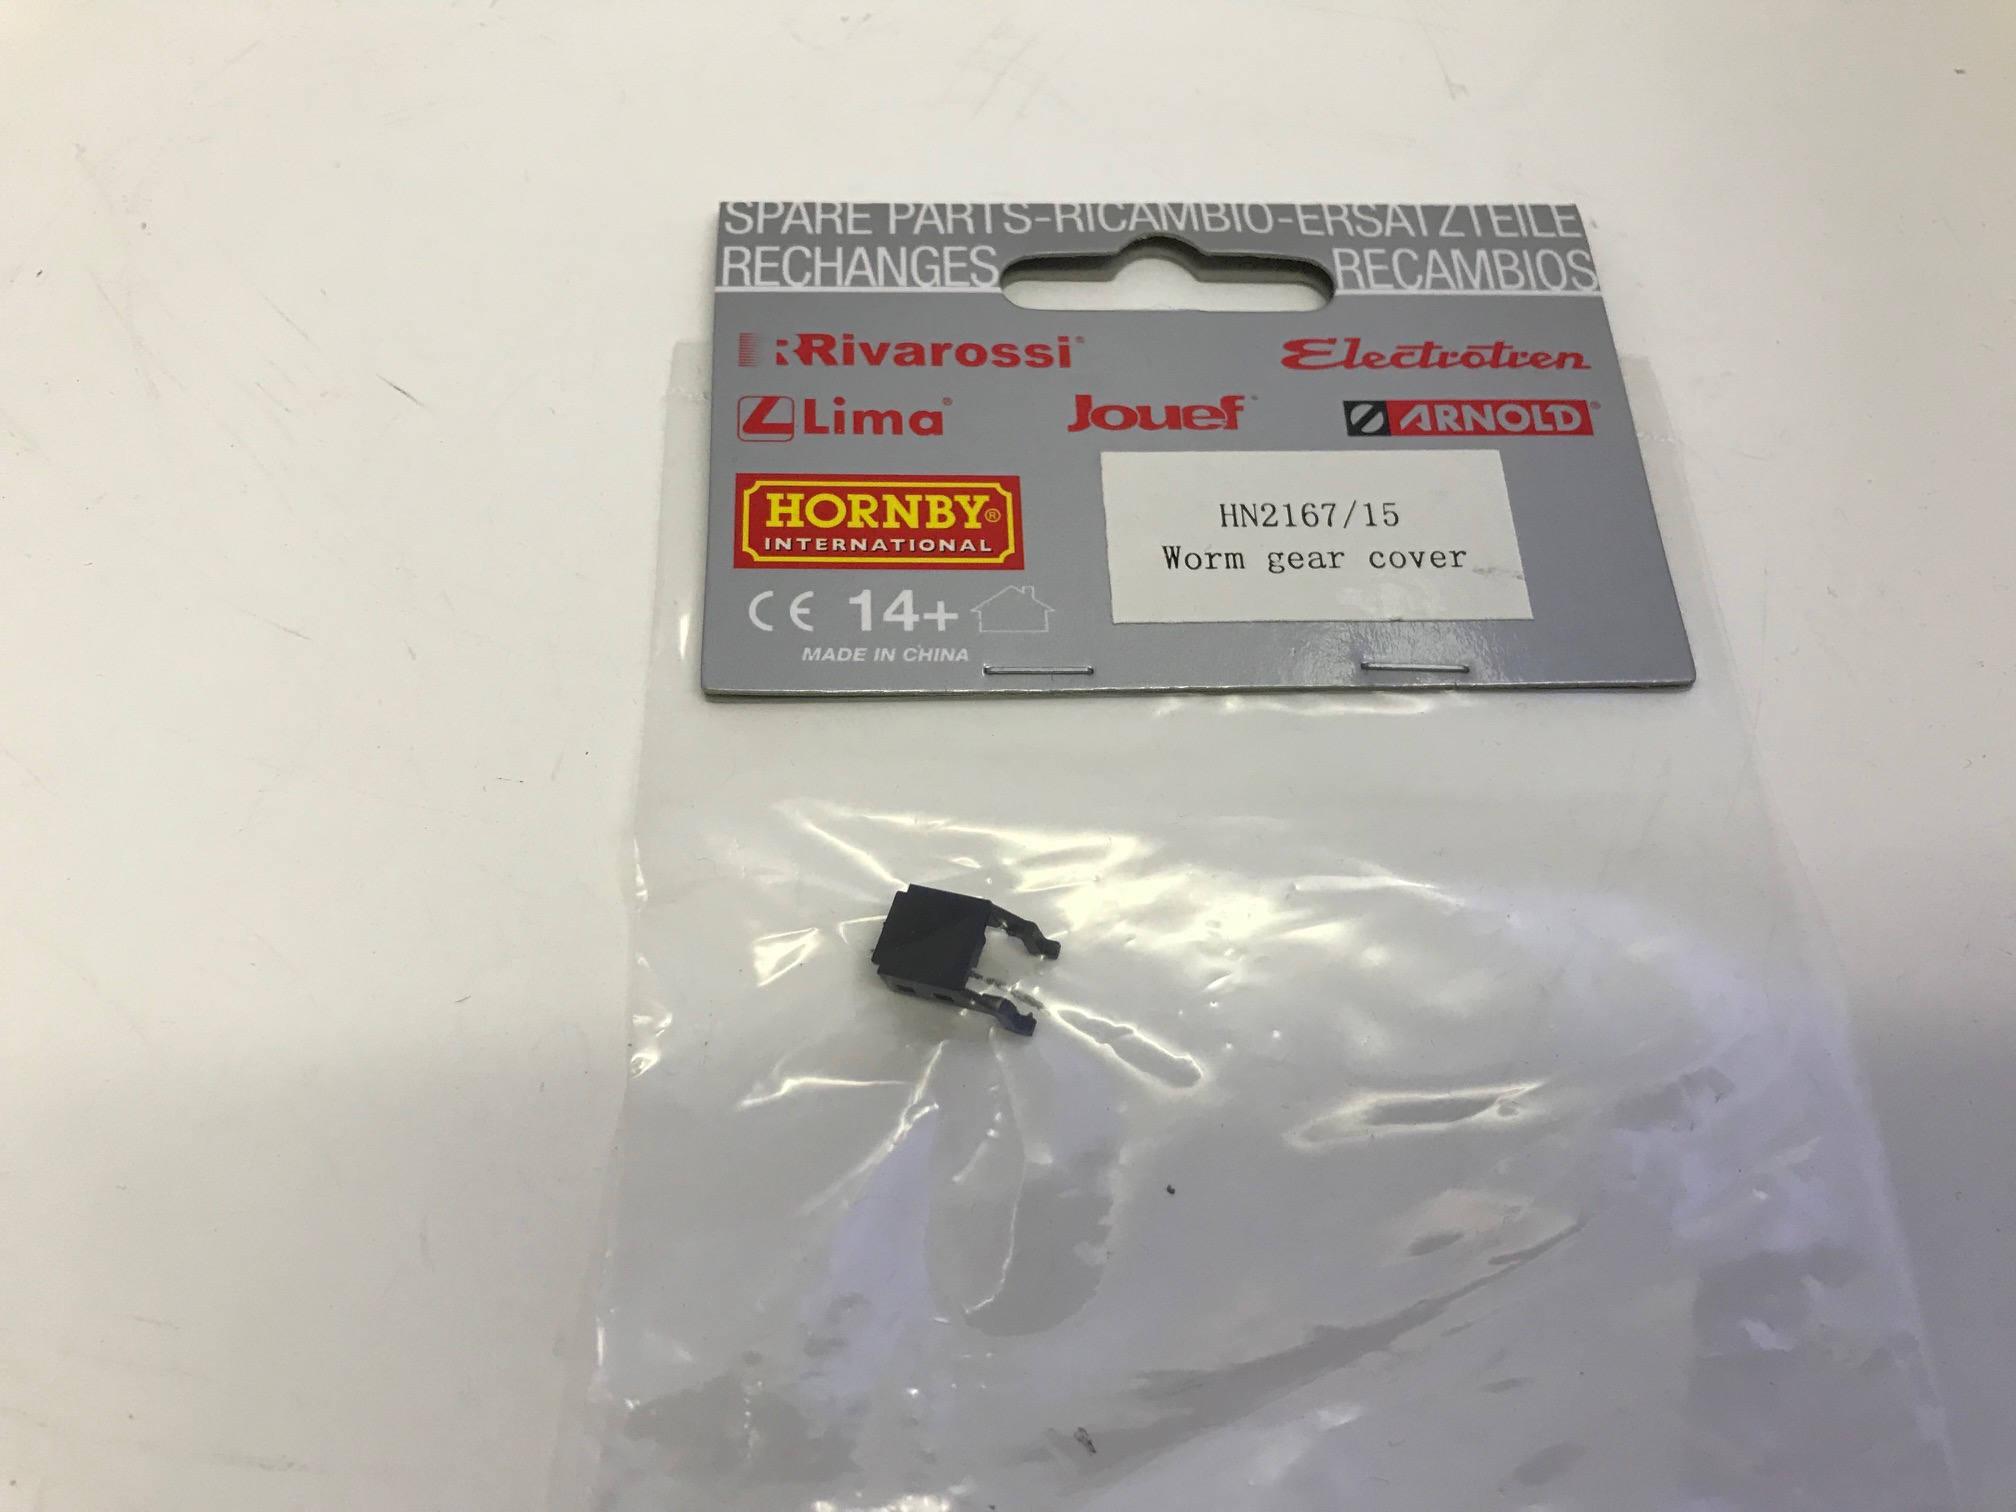 SPARE PARTS-RICAMBIO-ERSATZTEILE
RECHANGES RECAMBIOS
Rivarossi® Electrotren
Lima® Jouef® ARNOLD®
HORNBY®
INTERNATIONAL
HN2167/15
Worm gear cover
CE 14+
MADE IN CHINA